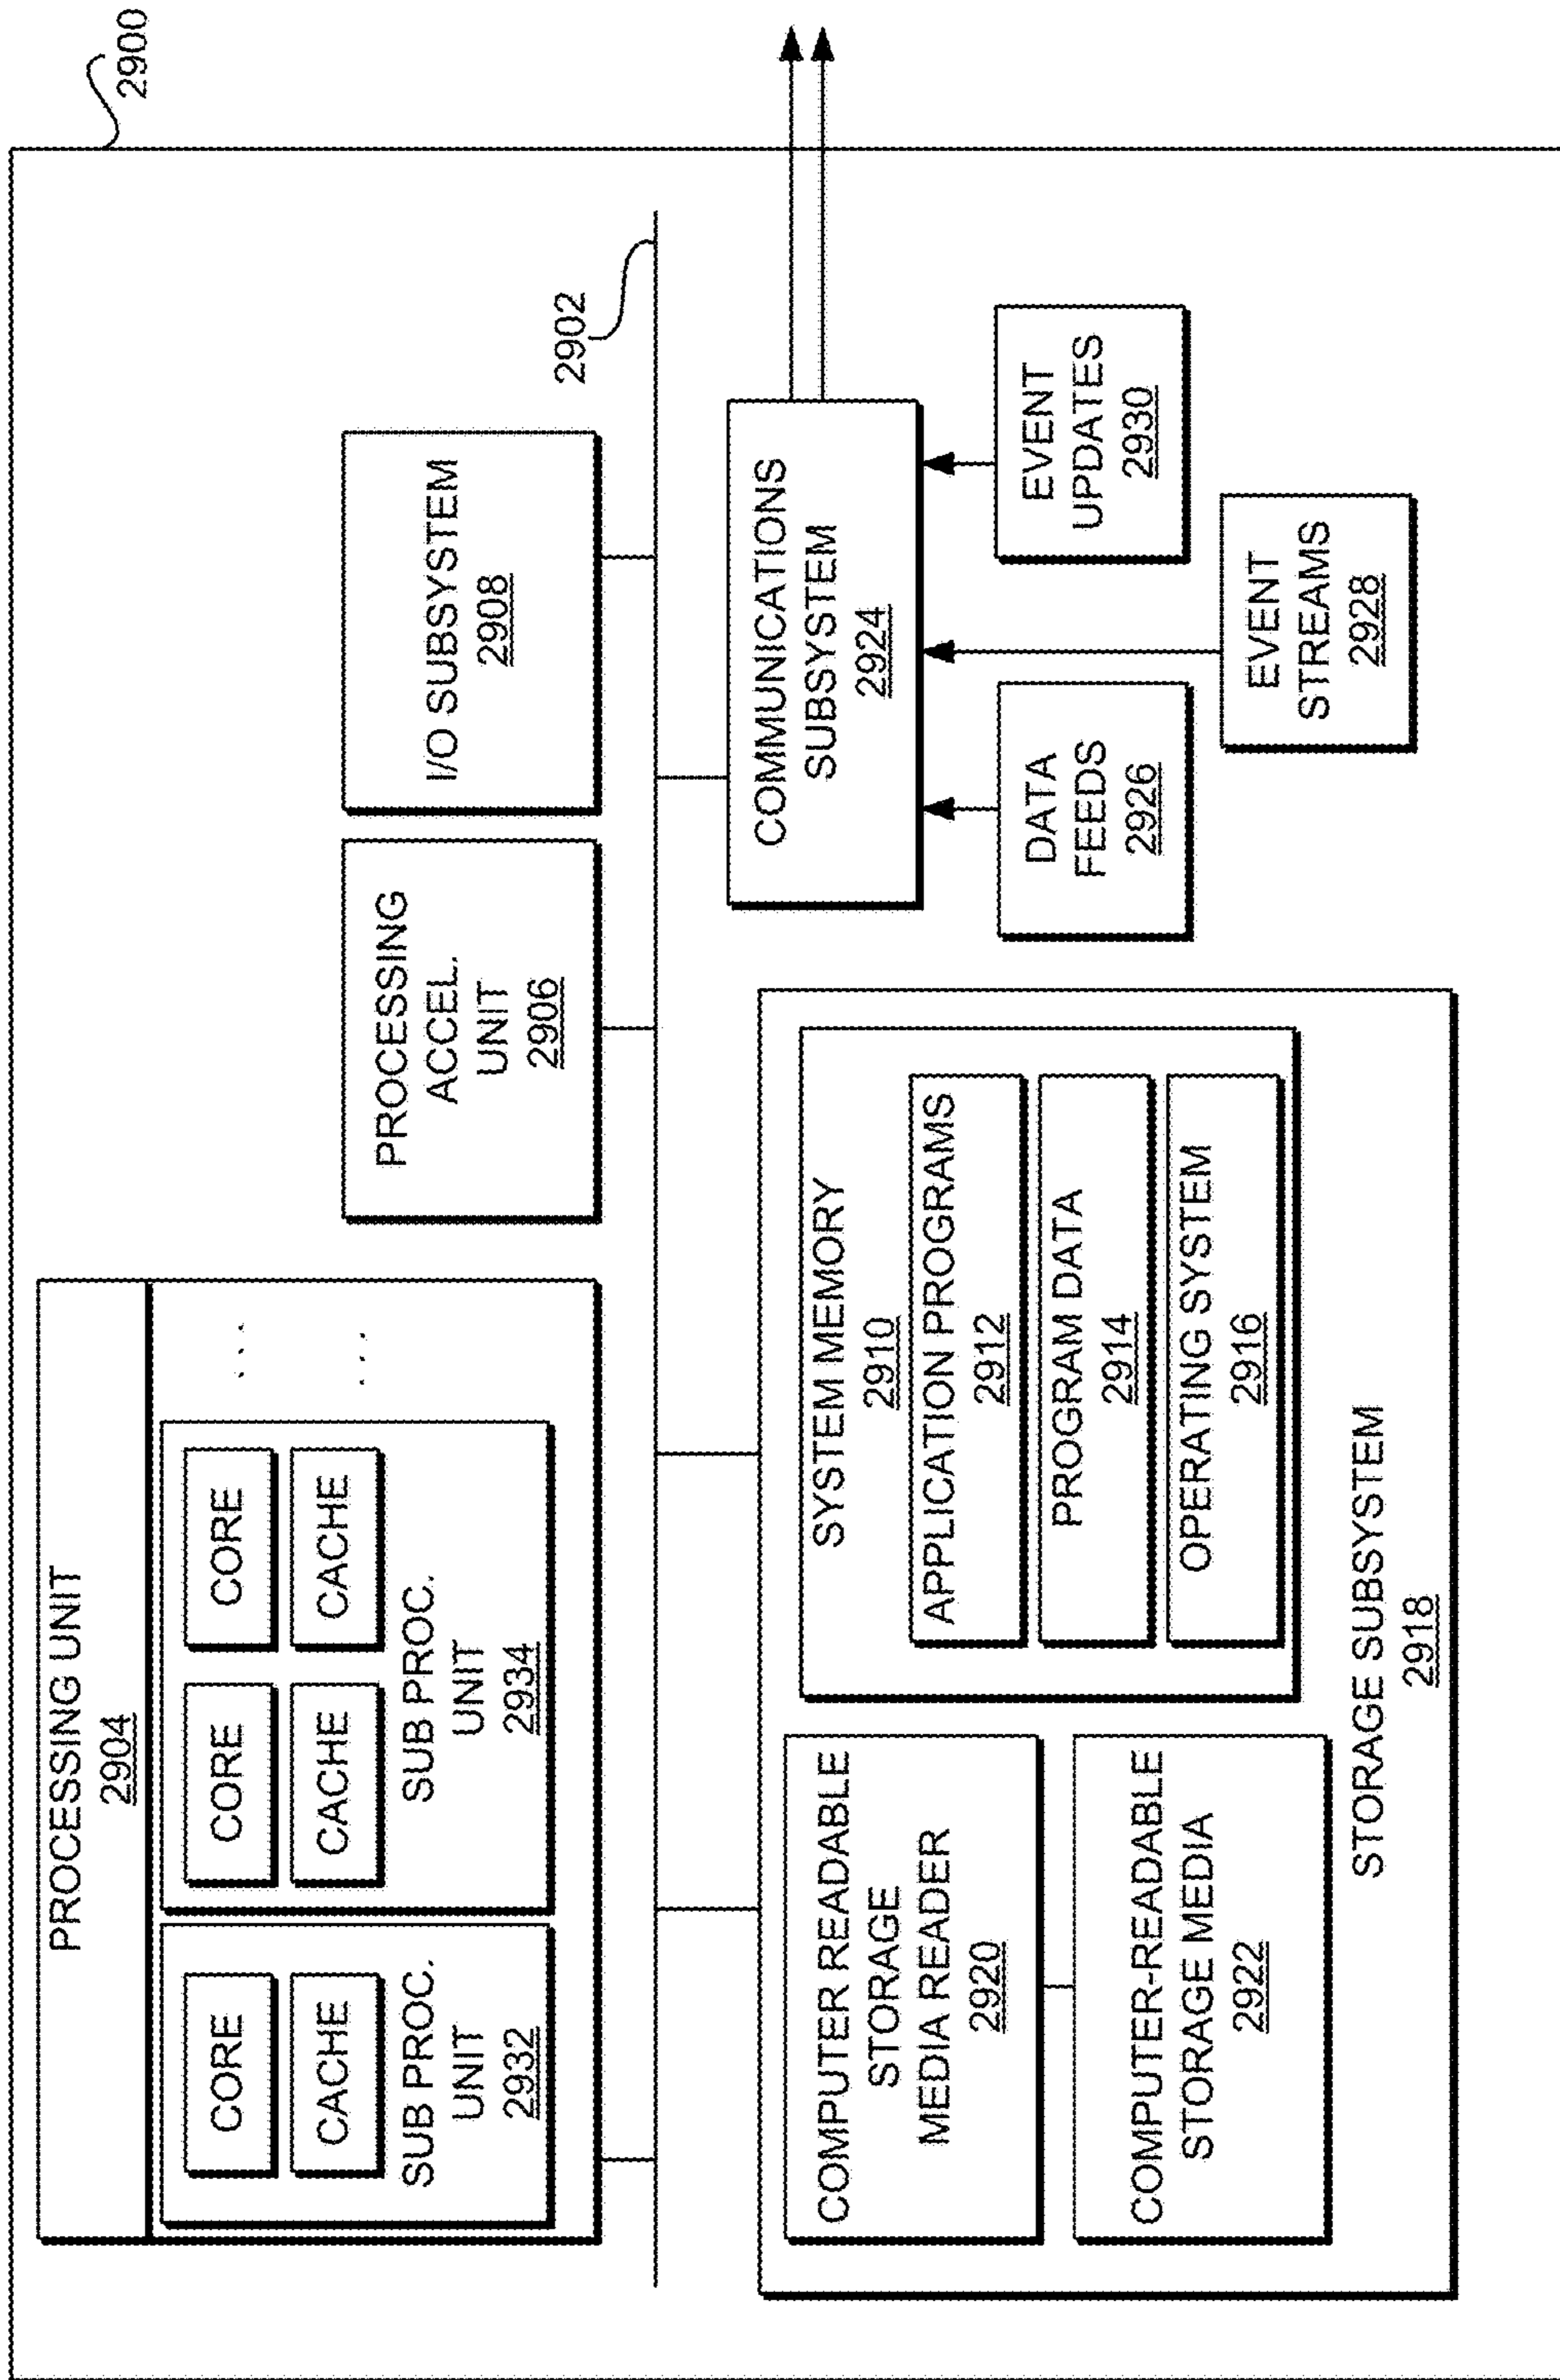 2900
PROCESSING UNIT
2904
CORE
CACHE
SUB PROC.
UNIT
2932
CORE
CORE
CACHE
CACHE
SUB PROC.
UNIT
2934
... 
...
PROCESSING
ACCEL.
UNIT
2906
I/O SUBSYSTEM
2908
2902
COMPUTER READABLE
STORAGE
MEDIA READER
2920
COMPUTER-READABLE
STORAGE MEDIA
2922
SYSTEM MEMORY
2910
APPLICATION PROGRAMS
2912
PROGRAM DATA
2914
OPERATING SYSTEM
2916
STORAGE SUBSYSTEM
2918
COMMUNICATIONS
SUBSYSTEM
2924
DATA
FEEDS
2926
EVENT
STREAMS
2928
EVENT
UPDATES
2930